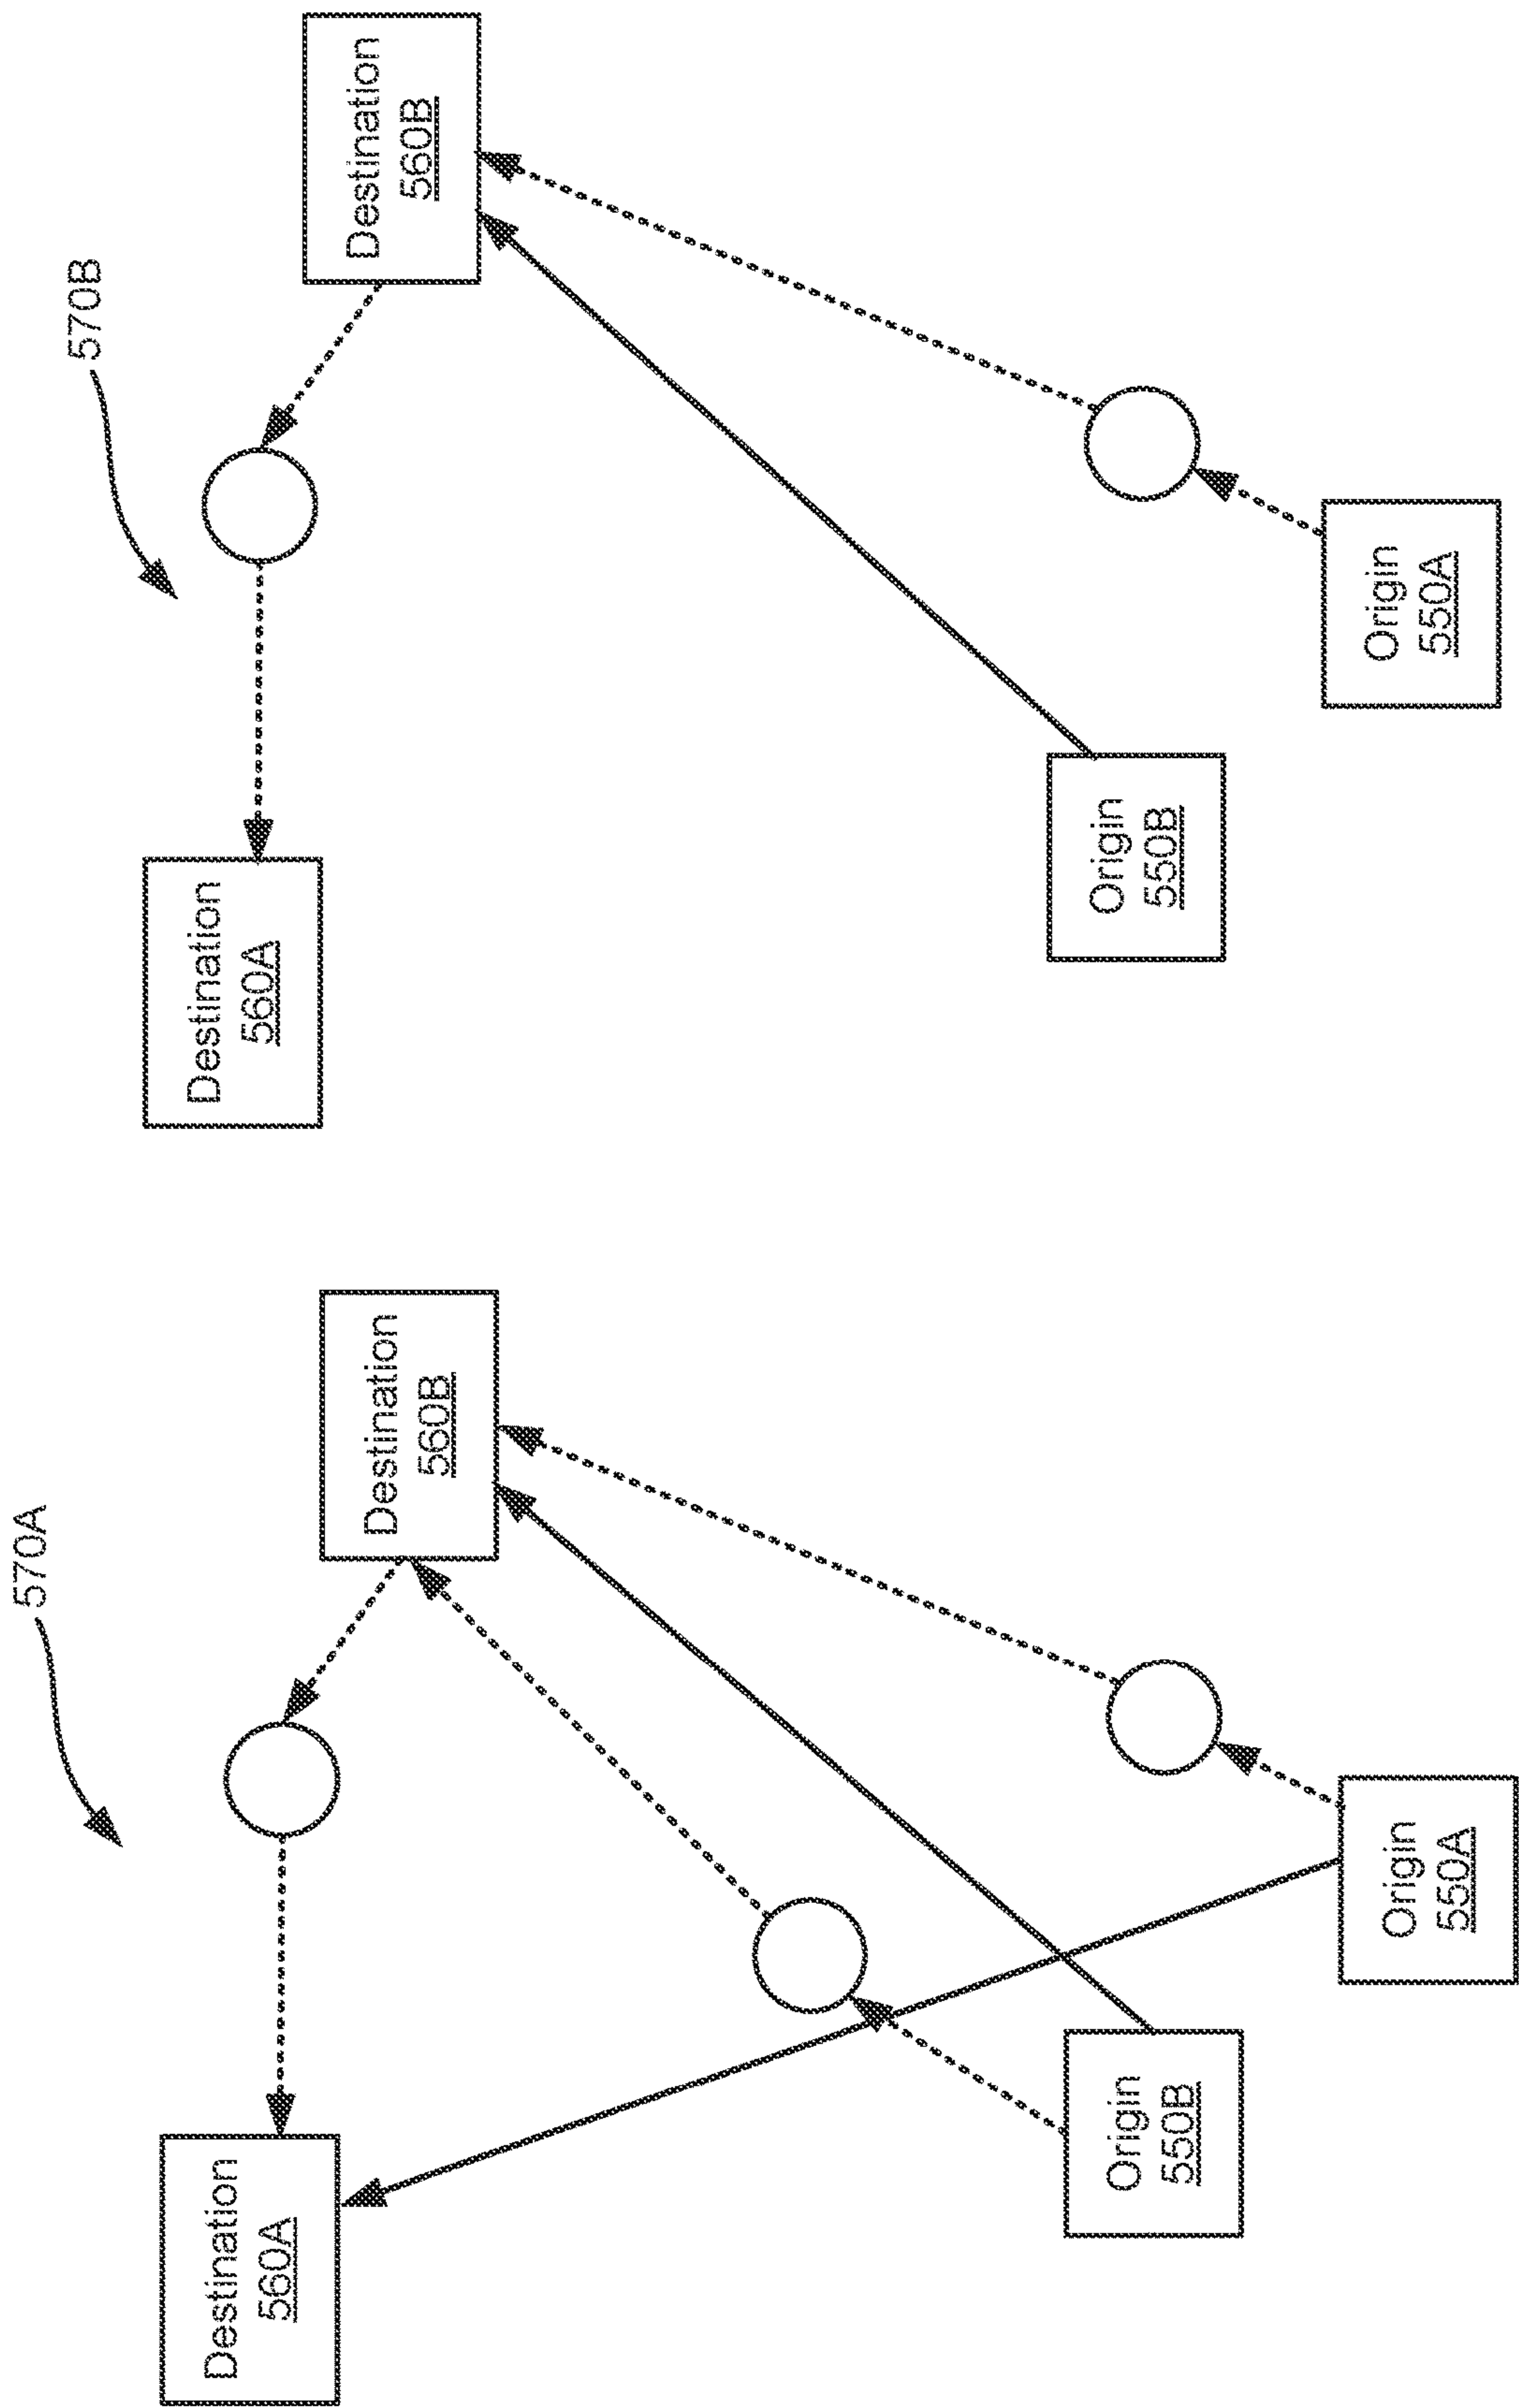 570A
Destination
560A
Destination
560B
Origin
550B
Origin
550A
570B
Destination
560A
Destination
560B
Origin
550B
Origin
550A